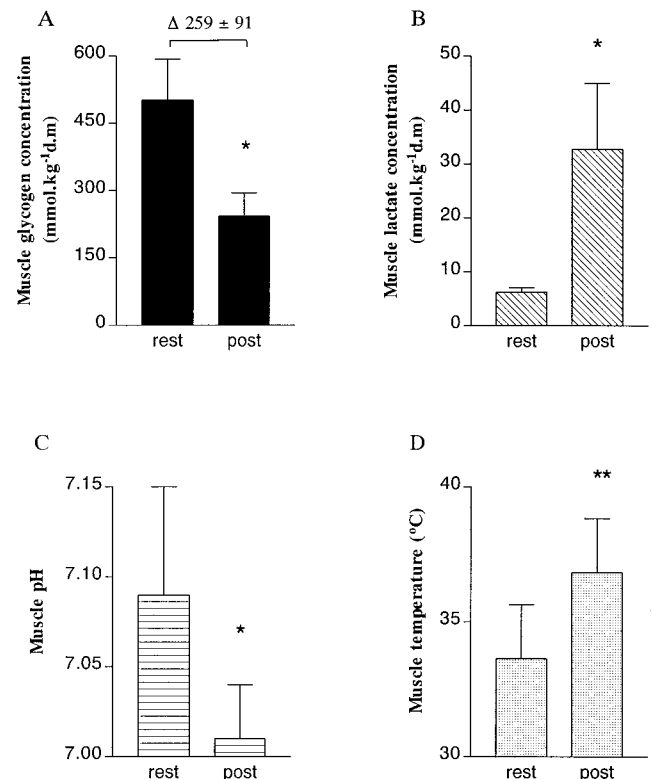 A
Δ 259 ± 91
Muscle glycogen concentration
(mmol.kg⁻¹d.m)
600
450
300
150
0
*
rest post
B
Muscle lactate concentration
(mmol.kg⁻¹d.m)
50
40
30
20
10
0
*
rest post
C
Muscle pH
7.15
7.10
7.05
7.00
*
rest post
D
Muscle temperature (°C)
40
35
30
**
rest post